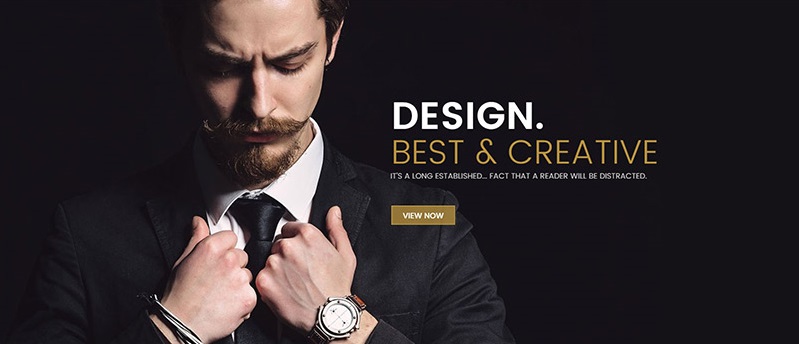 DESIGN.
BEST & CREATIVE
IT'S A LONG ESTABLISHED... FACT THAT A READER WILL BE DISTRACTED.
VIEW NOW